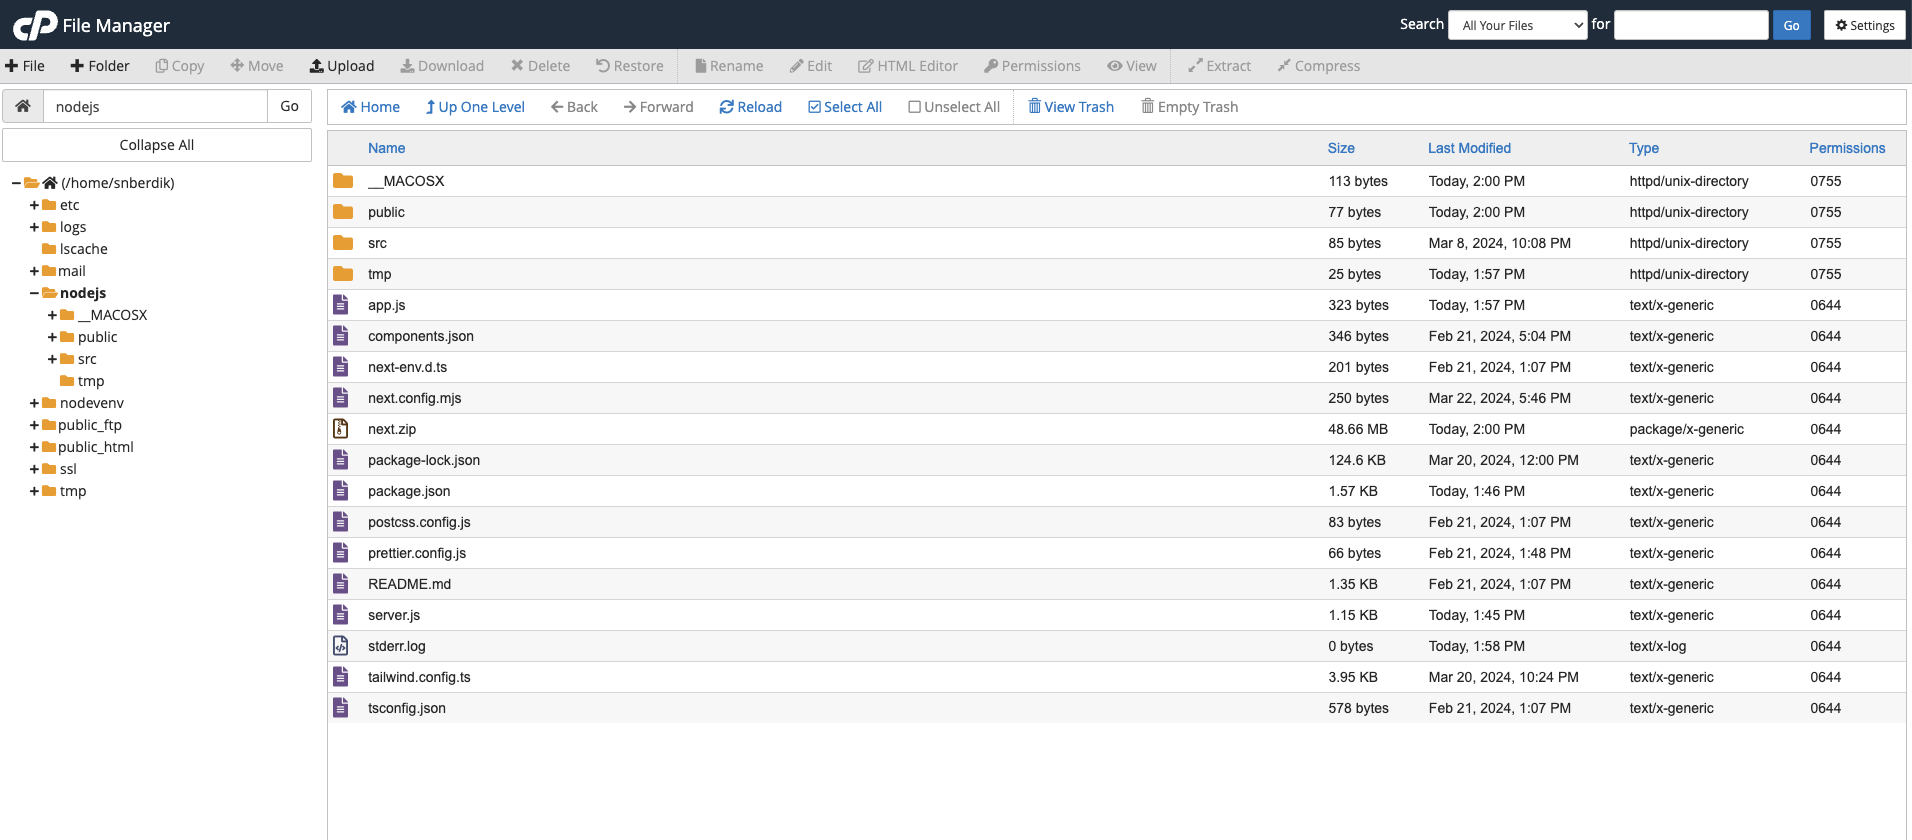 cP File Manager Search All Your Files for Go Settings
File Folder Copy Move Upload Download Delete Restore Rename Edit HTML Editor Permissions View Extract Compress
nodejs Go
Collapse All
(/home/snberdik)
etc
logs
lscache
mail
nodejs
__MACOSX
public
src
tmp
nodevenv
public_ftp
public_html
ssl
tmp
Home Up One Level Back Forward Reload Select All Unselect All View Trash Empty Trash
Name Size Last Modified Type Permissions
__MACOSX 113 bytes Today, 2:00 PM httpd/unix-directory 0755
public 77 bytes Today, 2:00 PM httpd/unix-directory 0755
src 85 bytes Mar 8, 2024, 10:08 PM httpd/unix-directory 0755
tmp 25 bytes Today, 1:57 PM httpd/unix-directory 0755
app.js 323 bytes Today, 1:57 PM text/x-generic 0644
components.json 346 bytes Feb 21, 2024, 5:04 PM text/x-generic 0644
next-env.d.ts 201 bytes Feb 21, 2024, 1:07 PM text/x-generic 0644
next.config.mjs 250 bytes Mar 22, 2024, 5:46 PM text/x-generic 0644
next.zip 48.66 MB Today, 2:00 PM package/x-generic 0644
package-lock.json 124.6 KB Mar 20, 2024, 12:00 PM text/x-generic 0644
package.json 1.57 KB Today, 1:46 PM text/x-generic 0644
postcss.config.js 83 bytes Feb 21, 2024, 1:07 PM text/x-generic 0644
prettier.config.js 66 bytes Feb 21, 2024, 1:48 PM text/x-generic 0644
README.md 1.35 KB Feb 21, 2024, 1:07 PM text/x-generic 0644
server.js 1.15 KB Today, 1:45 PM text/x-generic 0644
stderr.log 0 bytes Today, 1:58 PM text/x-log 0644
tailwind.config.ts 3.95 KB Mar 20, 2024, 10:24 PM text/x-generic 0644
tsconfig.json 578 bytes Feb 21, 2024, 1:07 PM text/x-generic 0644